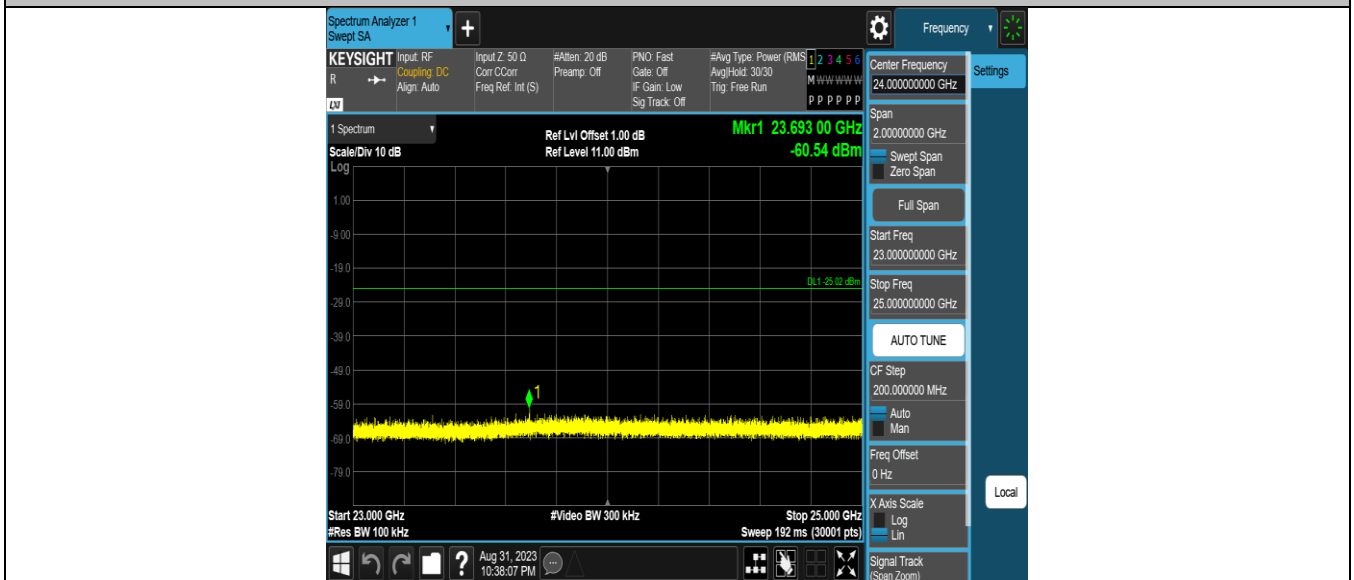 Spectrum Analyzer 1
Swept SA
+
Frequency
KEYSIGHT
R
LXI
Input: RF
Coupling: DC
Align: Auto
Input Z: 50 Ω
Corr CCorr
Freq Ref: Int (S)
#Atten: 20 dB
Preamp: Off
PNO: Fast
Gate: Off
IF Gain: Low
Sig Track: Off
#Avg Type: Power (RMS
Avg|Hold: 30/30
Trig: Free Run
1 2 3 4 5 6
M W W W W W
P P P P P P
Center Frequency
24.000000000 GHz
Settings
1 Spectrum
Scale/Div 10 dB
Ref Lvl Offset 1.00 dB
Ref Level 11.00 dBm
Mkr1 23.693 00 GHz
-60.54 dBm
Log
1.00
-9.00
-19.0
DL1 -25.02 dBm
-29.0
-39.0
-49.0
1
-59.0
-69.0
-79.0
Start 23.000 GHz
#Video BW 300 kHz
Stop 25.000 GHz
#Res BW 100 kHz
Sweep 192 ms (30001 pts)
Span
2.00000000 GHz
Swept Span
Zero Span
Full Span
Start Freq
23.000000000 GHz
Stop Freq
25.000000000 GHz
AUTO TUNE
CF Step
200.000000 MHz
Auto
Man
Freq Offset
0 Hz
X Axis Scale
Log
Lin
Local
Signal Track
(Span Zoom)
?
Aug 31, 2023
10:38:07 PM